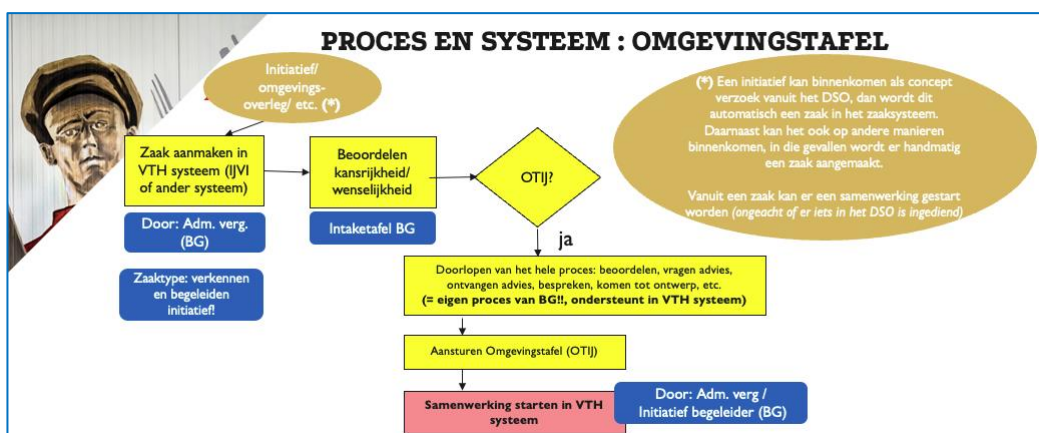 PROCES EN SYSTEEM : OMGEVINGSTAFEL
Initiatief/
omgevings-
overleg/ etc. (*)
(*) Een initiatief kan binnenkomen als concept
verzoek vanuit het DSO, dan wordt dit
automatisch een zaak in het zaaksysteem.
Daarnaast kan het ook op andere manieren
binnenkomen, in die gevallen wordt er handmatig
een zaak aangemaakt.
Vanuit een zaak kan er een samenwerking gestart
worden (ongeacht of er iets in het DSO is ingediend)
Zaak aanmaken in
VTH systeem (IJVI
of ander systeem)
Beoordelen
kansrijkheid/
wenselijkheid
OTIJ?
Door: Adm. verg.
(BG)
Intaketafel BG
Zaaktype: verkennen
en begeleiden
initiatief!
ja
Doorlopen van het hele proces: beoordelen, vragen advies,
ontvangen advies, bespreken, komen tot ontwerp, etc.
(= eigen proces van BG!!, ondersteunt in VTH systeem)
Aansturen Omgevingstafel (OTIJ)
Samenwerking starten in VTH
systeem
Door: Adm. verg /
Initiatief begeleider (BG)